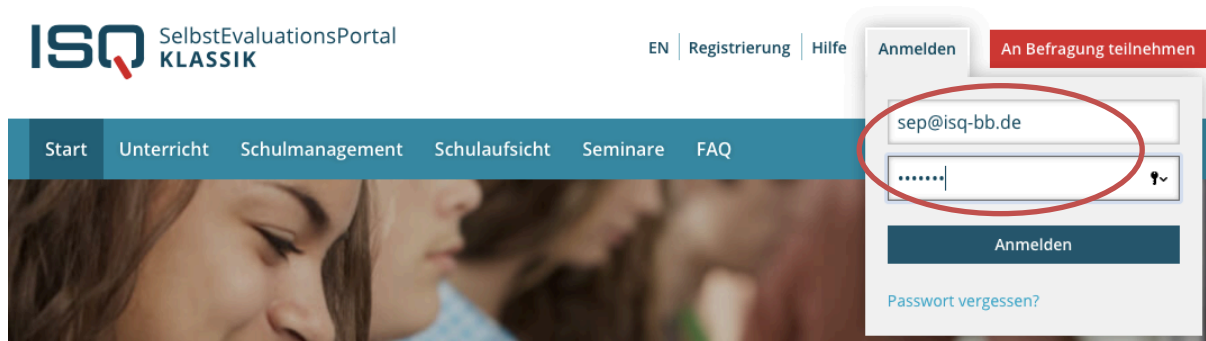 ISQ SelbstEvaluationsPortal
KLASSIK
EN Registrierung Hilfe Anmelden An Befragung teilnehmen
sep@isq-bb.de
Start Unterricht Schulmanagement Schulaufsicht Seminare FAQ
•••••••
Anmelden
Passwort vergessen?